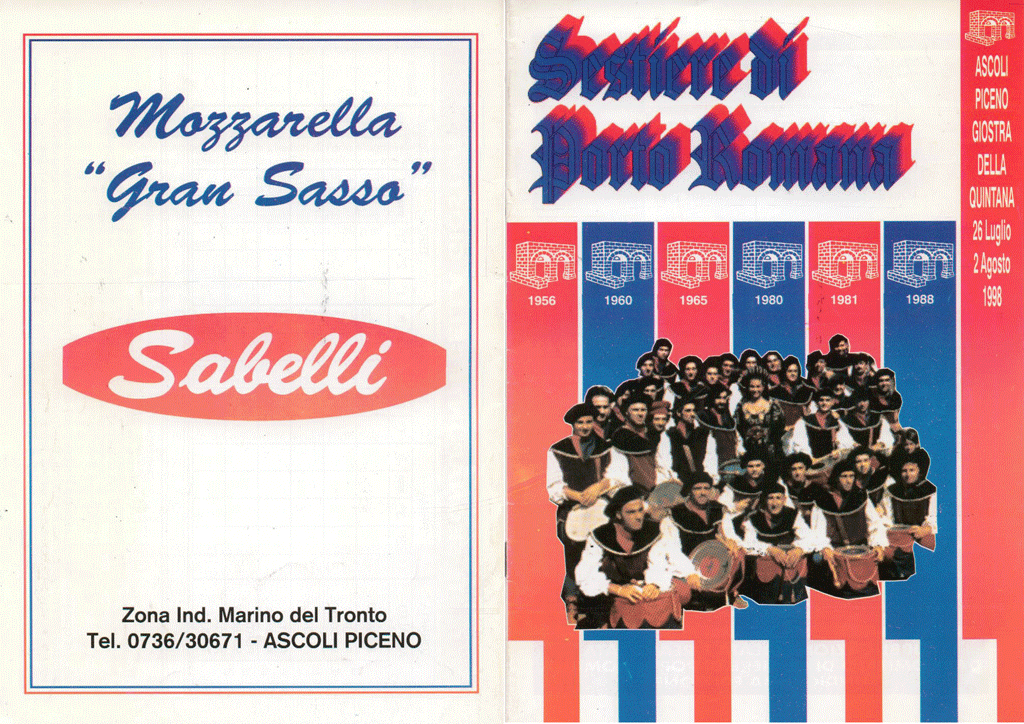 Mozzarella
“Gran Sasso”
Sabelli
Zona Ind. Marino del Tronto
Tel. 0736/30671 - ASCOLI PICENO
Sestiere di
Porto Romana
1956
1960
1965
1980
1981
1988
ASCOLI
PICENO
GIOSTRA
DELLA
QUINTANA
26 Luglio
2 Agosto
1998